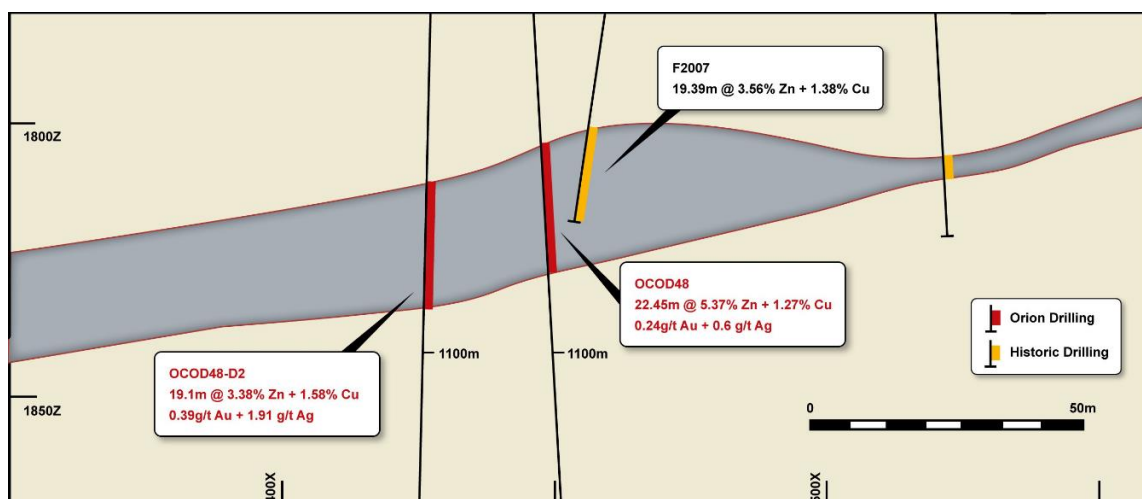 F2007
19.39m @ 3.56% Zn + 1.38% Cu
1800Z
OCOD48
22.45m @ 5.37% Zn + 1.27% Cu
0.24g/t Au + 0.6 g/t Ag
Orion Drilling
Historic Drilling
1100m
1100m
OCOD48-D2
19.1m @ 3.38% Zn + 1.58% Cu
0.39g/t Au + 1.91 g/t Ag
1850Z
0
50m